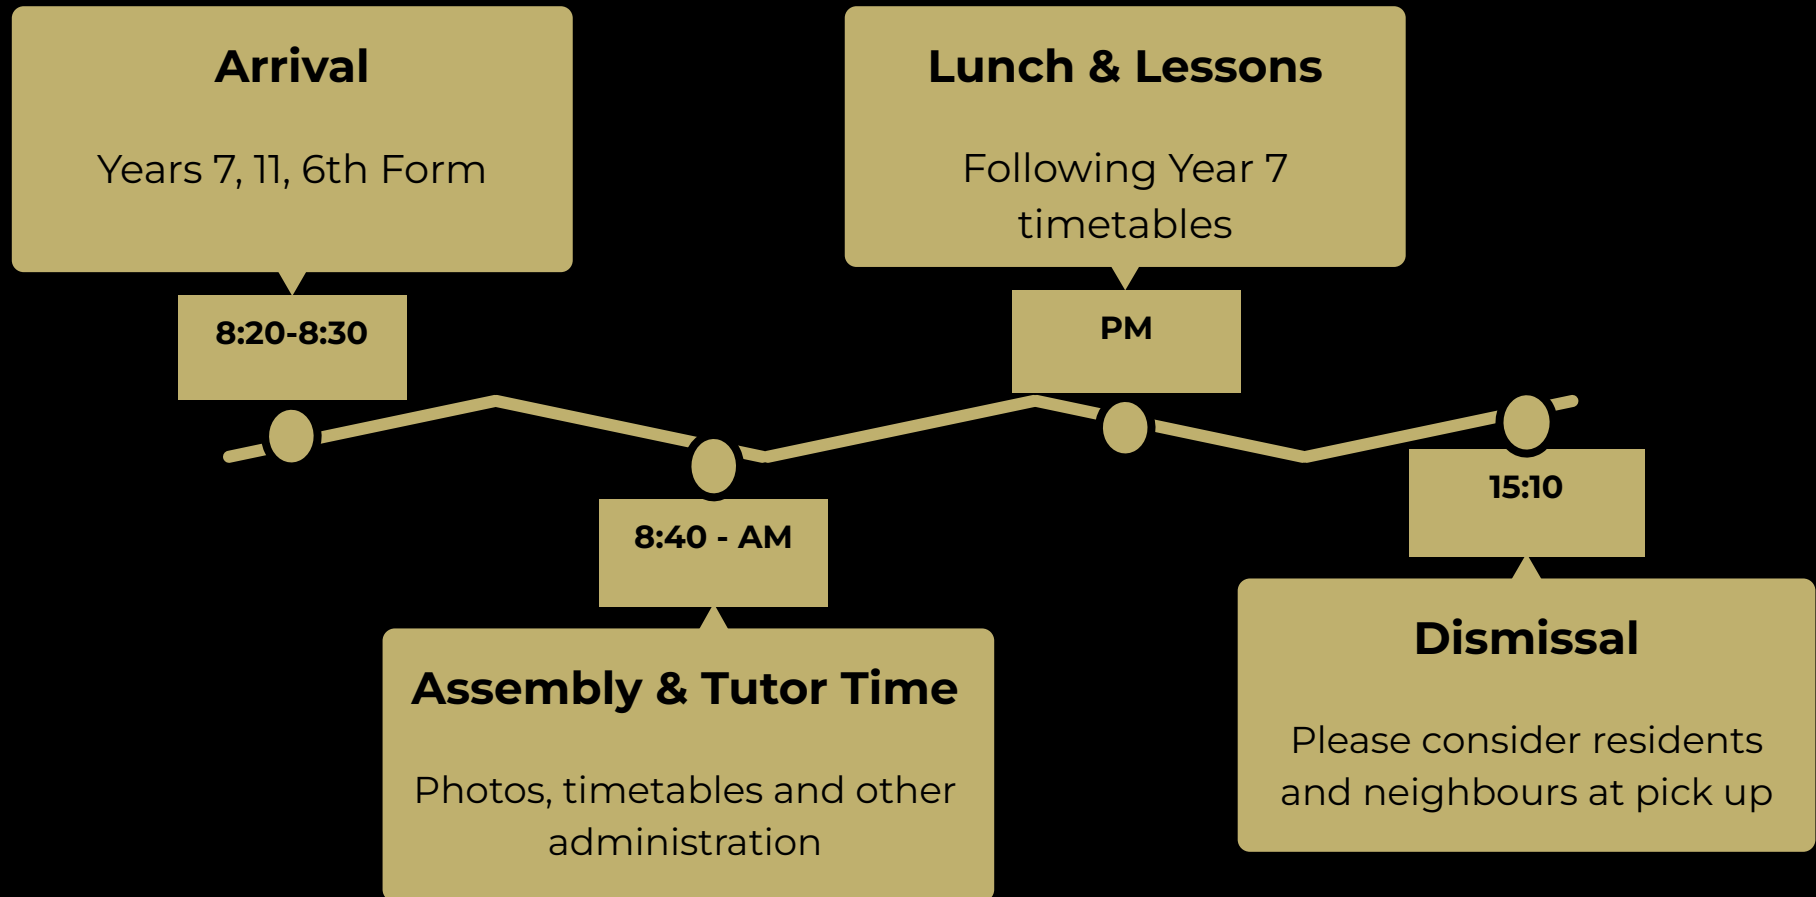 Arrival
Years 7, 11, 6th Form
8:20-8:30
Assembly & Tutor Time
Photos, timetables and other
administration
8:40 - AM
Lunch & Lessons
Following Year 7
timetables
PM
Dismissal
Please consider residents
and neighbours at pick up
15:10